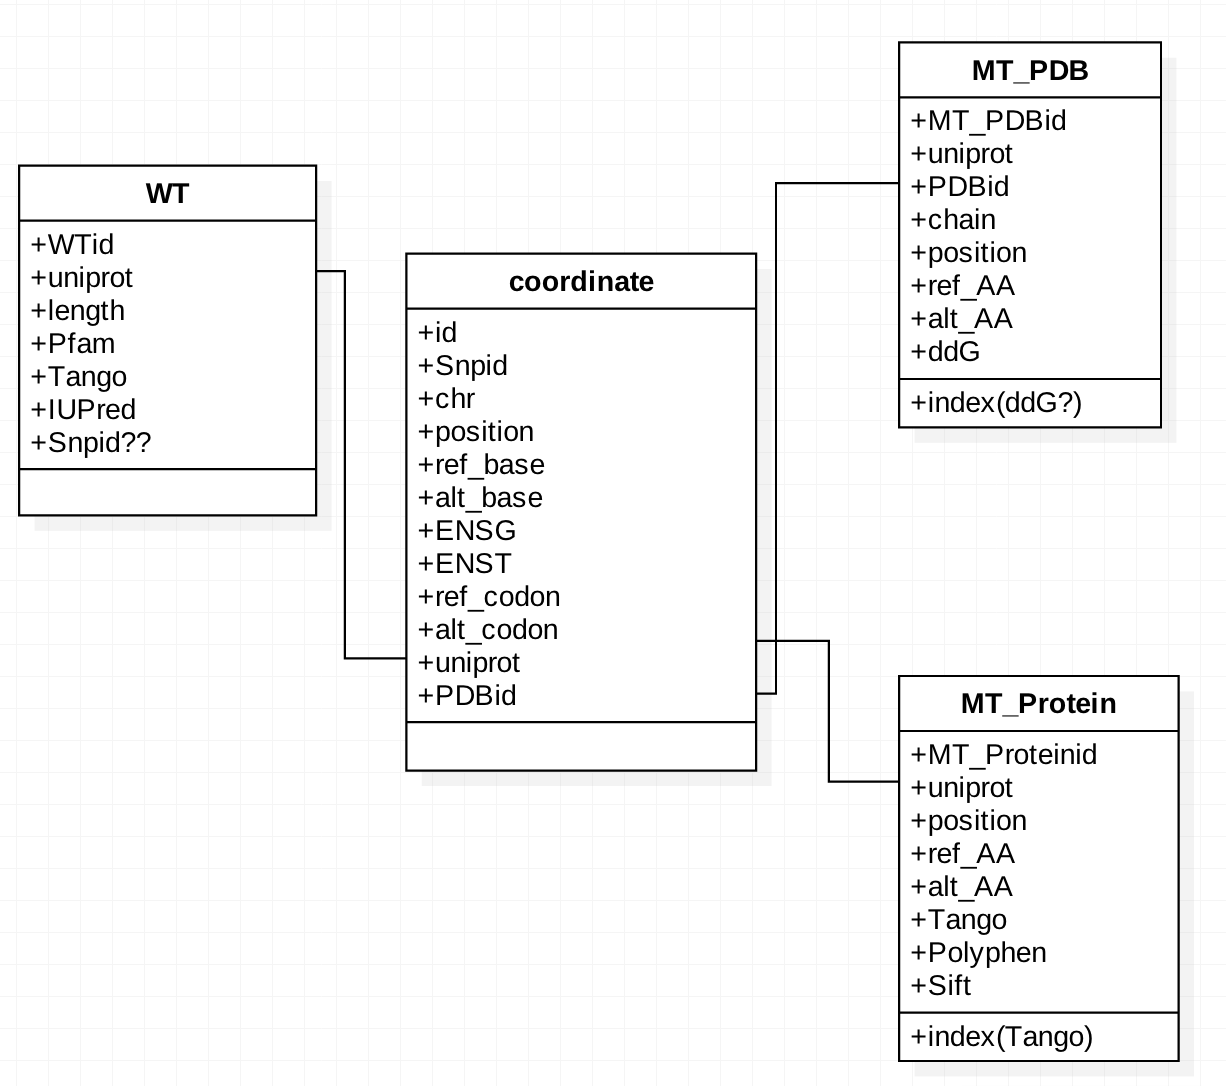 WT
+WTid
+uniprot
+length
+Pfam
+Tango
+IUPred
+Snpid??
coordinate
+id
+Snpid
+chr
+position
+ref_base
+alt_base
+ENSG
+ENST
+ref_codon
+alt_codon
+uniprot
+PDBid
MT_PDB
+MT_PDBid
+uniprot
+PDBid
+chain
+position
+ref_AA
+alt_AA
+ddG
+index(ddG?)
MT_Protein
+MT_Proteinid
+uniprot
+position
+ref_AA
+alt_AA
+Tango
+Polyphen
+Sift
+index(Tango)